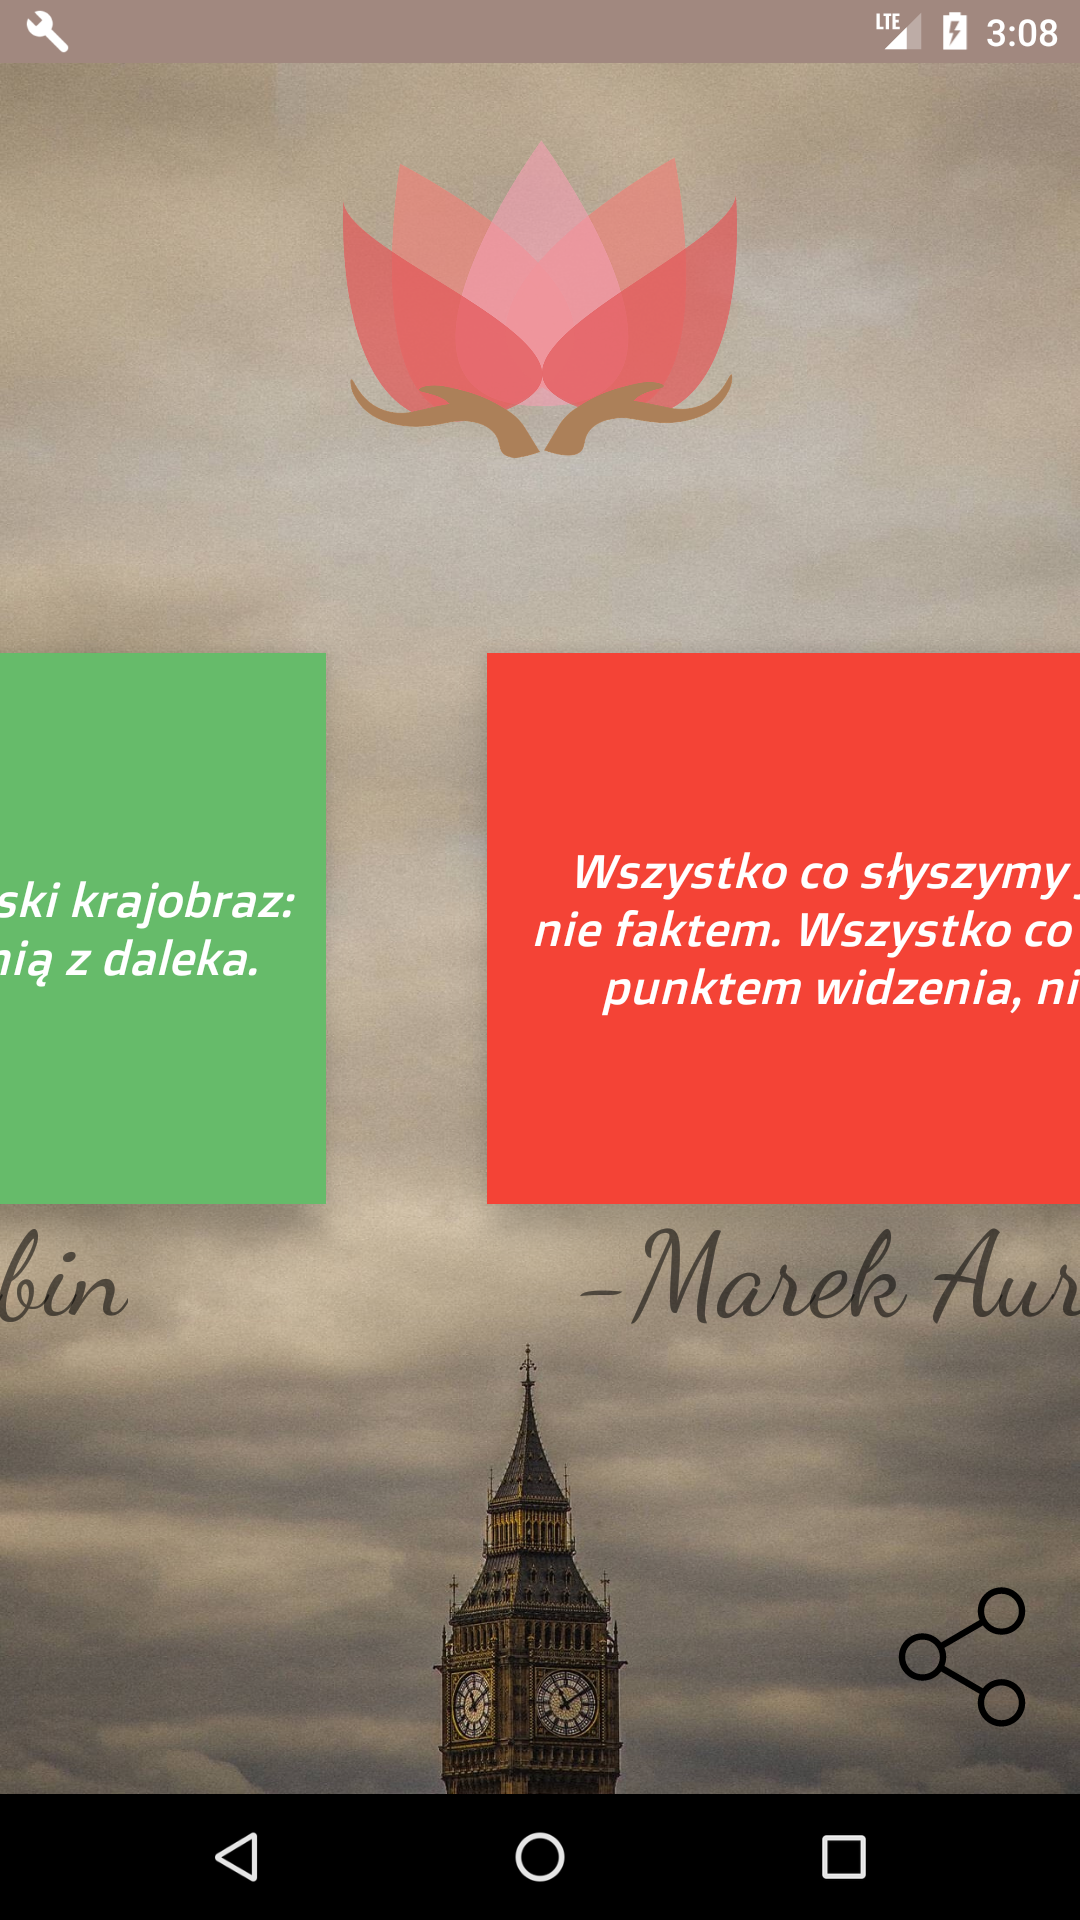 LTE 3:08
ski krajobraz:
nią z daleka.
Wszystko co słyszymy
nie faktem. Wszystko co
punktem widzenia, ni
bin
-Marek Aur